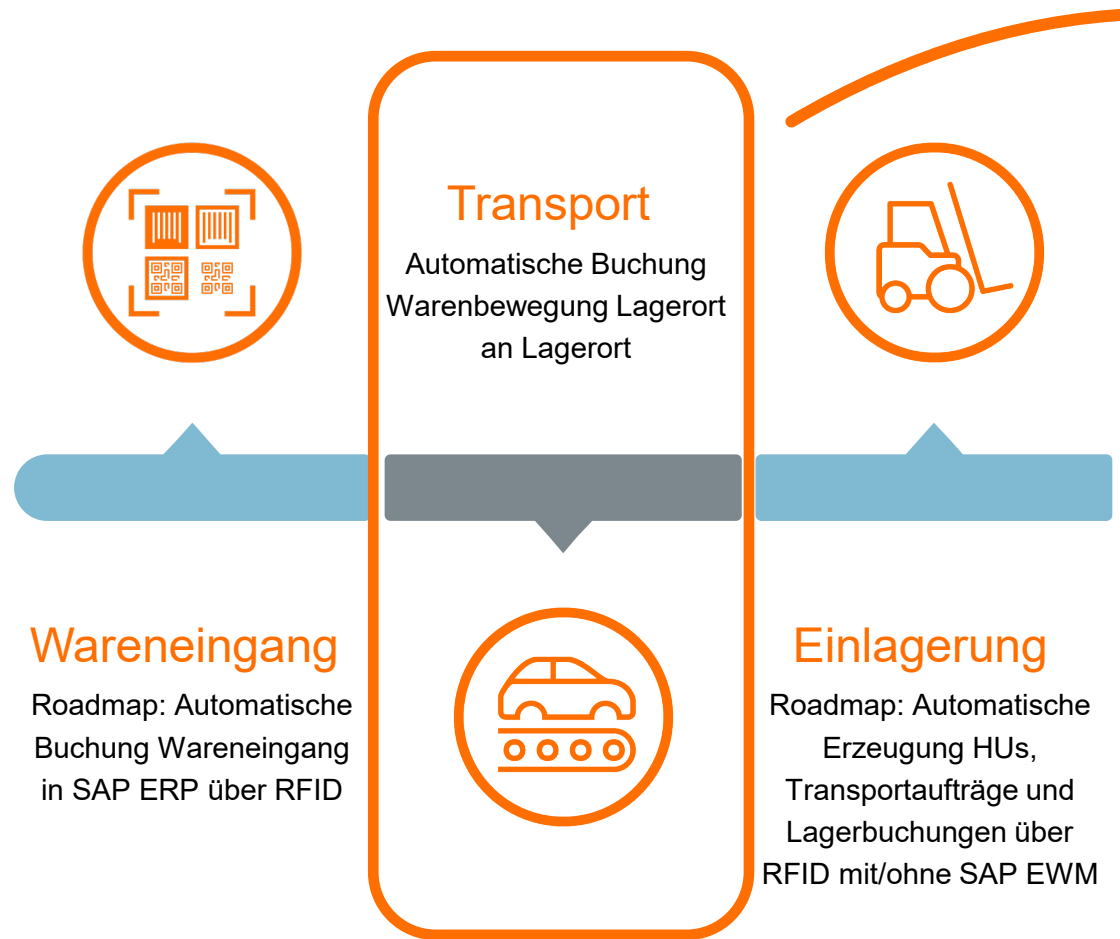 Transport
Automatische Buchung
Warenbewegung Lagerort
an Lagerort
Wareneingang
Roadmap: Automatische
Buchung Wareneingang
in SAP ERP über RFID
Einlagerung
Roadmap: Automatische
Erzeugung HUs,
Transportaufträge und
Lagerbuchungen über
RFID mit/ohne SAP EWM